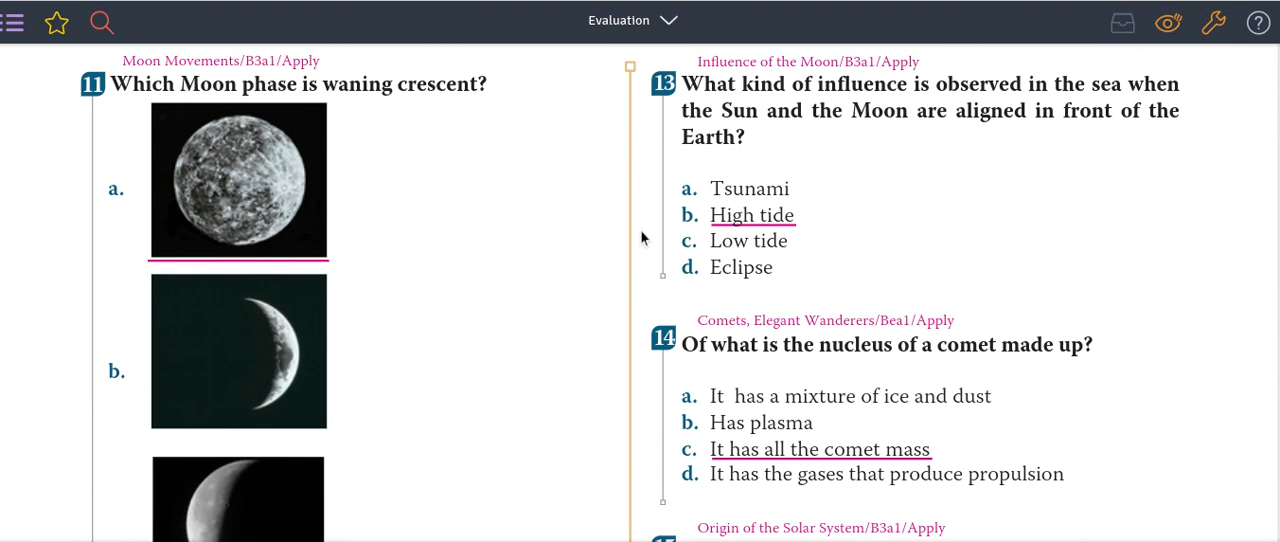 Evaluation
Moon Movements/B3a1/Apply
11 Which Moon phase is waning crescent?
a.
b.
Influence of the Moon/B3a1/Apply
13 What kind of influence is observed in the sea when
the Sun and the Moon are aligned in front of the
Earth?
a. Tsunami
b. High tide
c. Low tide
d. Eclipse
Comets, Elegant Wanderers/Bea1/Apply
14 Of what is the nucleus of a comet made up?
a. It has a mixture of ice and dust
b. Has plasma
c. It has all the comet mass
d. It has the gases that produce propulsion
Origin of the Solar System/B3a1/Apply